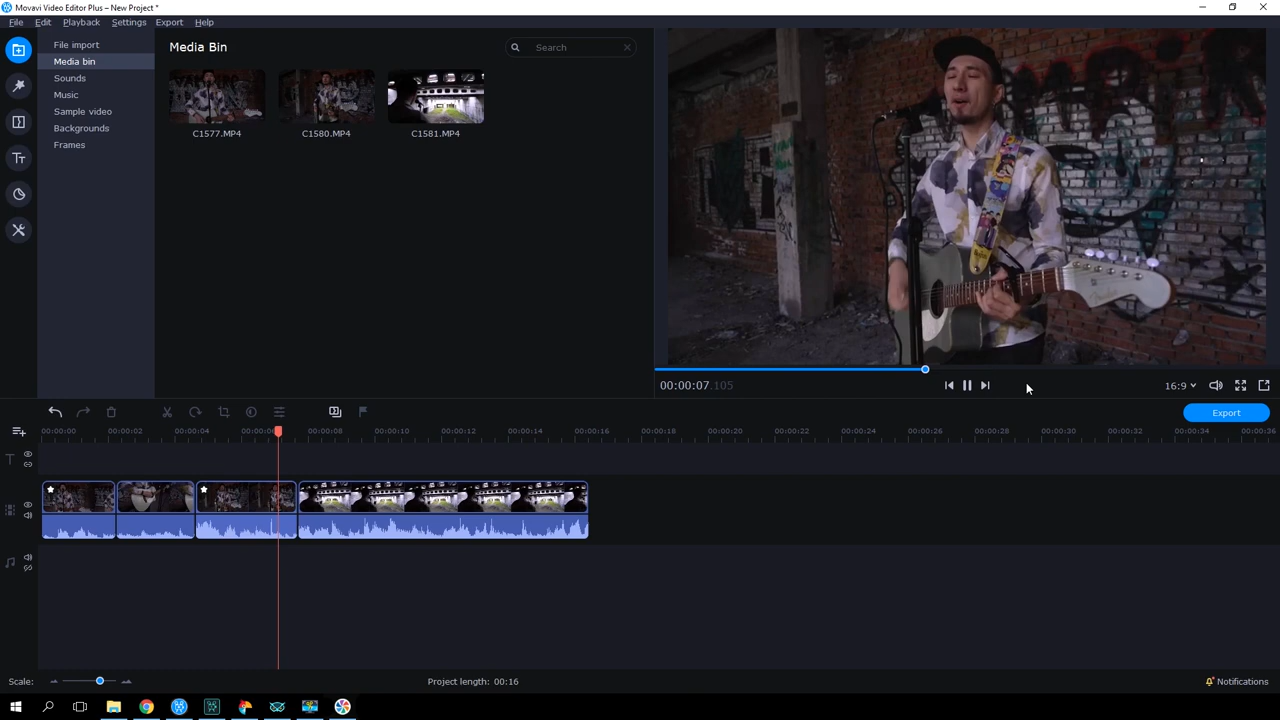 Movavi Video Editor Plus – New Project *
File Edit Playback Settings Export Help
File import
Media bin
Sounds
Music
Sample video
Backgrounds
Frames
Media Bin
Search
C1577.MP4 C1580.MP4 C1581.MP4
00:00:07.105
16:9
Export
00:00:00 00:00:02 00:00:04 00:00:08 00:00:10 00:00:12 00:00:14 00:00:16 00:00:18 00:00:20 00:00:22 00:00:24 00:00:26 00:00:28 00:00:30 00:00:32 00:00:34 00:00:36
Scale:
Project length: 00:16
Notifications